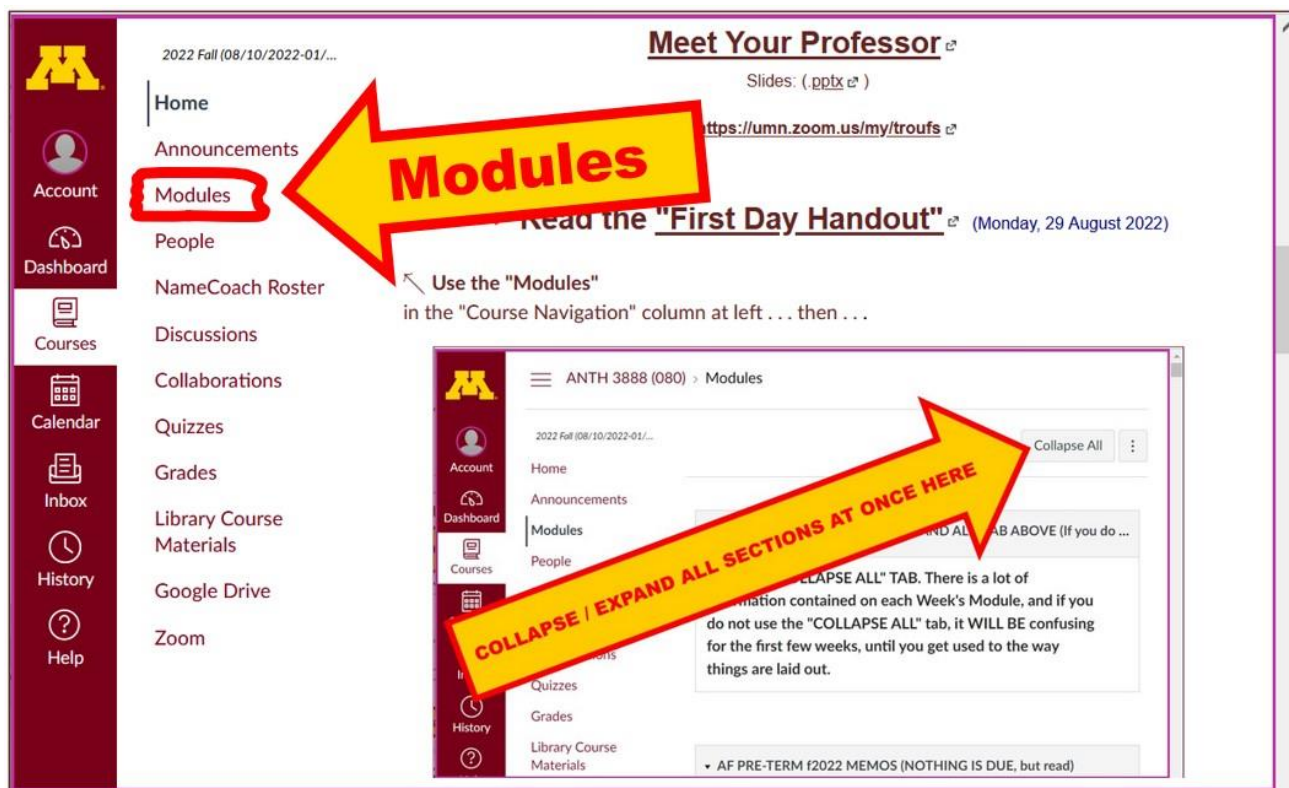 M
Account
Dashboard
Courses
Calendar
Inbox
History
Help
2022 Fall (08/10/2022-01/...
Home
Announcements
Modules
People
NameCoach Roster
Discussions
Collaborations
Quizzes
Grades
Library Course
Materials
Google Drive
Zoom
Modules
Meet Your Professor
Slides: (.pptx )
https://umn.zoom.us/my/troufs
Read the "First Day Handout" (Monday, 29 August 2022)
Use the "Modules"
in the "Course Navigation" column at left . . . then . . .
M
Account
Dashboard
Courses
History
ANTH 3888 (080) › Modules
2022 Fall (08/10/2022-01/...
Home
Announcements
Modules
People
Quizzes
Grades
Library Course
Materials
Collapse All
COLLAPSE / EXPAND ALL SECTIONS AT ONCE HERE
ABOVE (If you do ...
TAB. There is a lot of
contained on each Week's Module, and if you
do not use the "COLLAPSE ALL" tab, it WILL BE confusing
for the first few weeks, until you get used to the way
things are laid out.
AF PRE-TERM f2022 MEMOS (NOTHING IS DUE, but read)